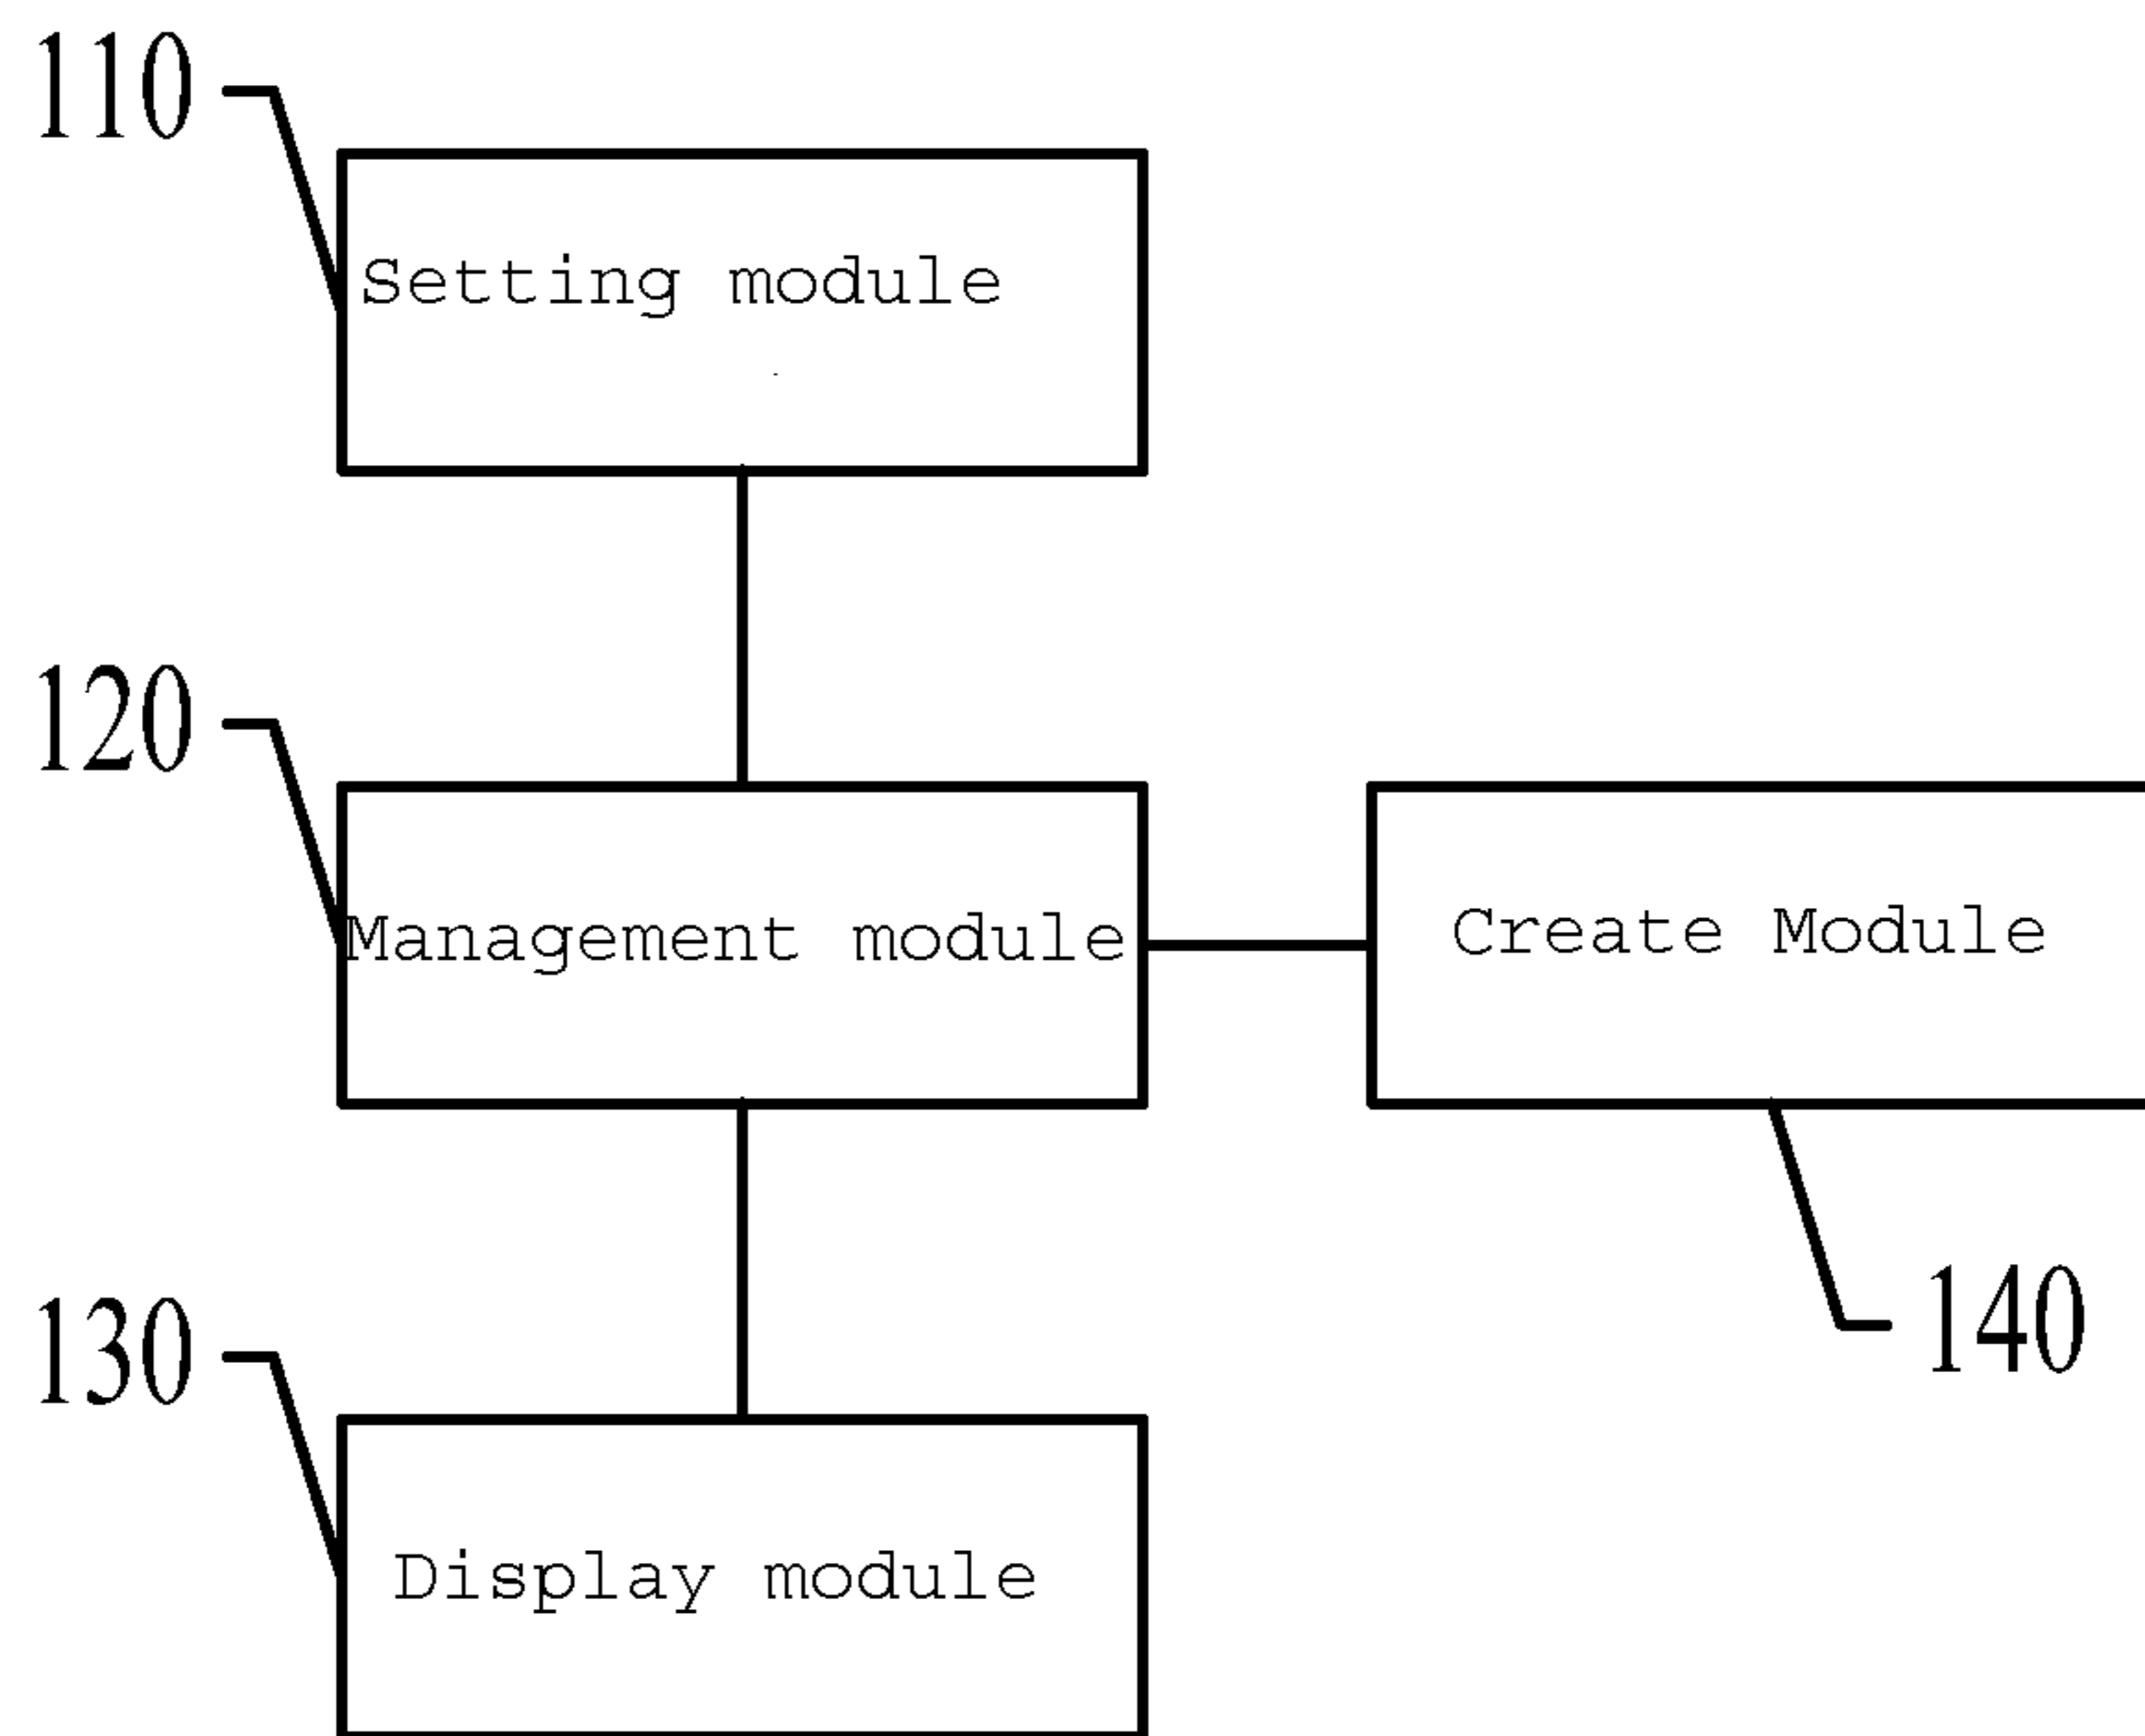 110
Setting module
120
Management module
Create Module
130
140
Display module